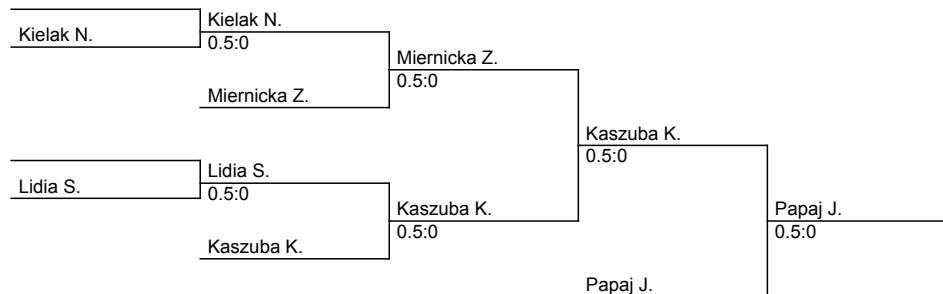 Kielak N.
Kielak N.
0.5:0
Miernicka Z.
Miernicka Z.
0.5:0
Kaszuba K.
0.5:0
Lidia S.
Lidia S.
0.5:0
Kaszuba K.
Kaszuba K.
0.5:0
Papaj J.
Papaj J.
0.5:0